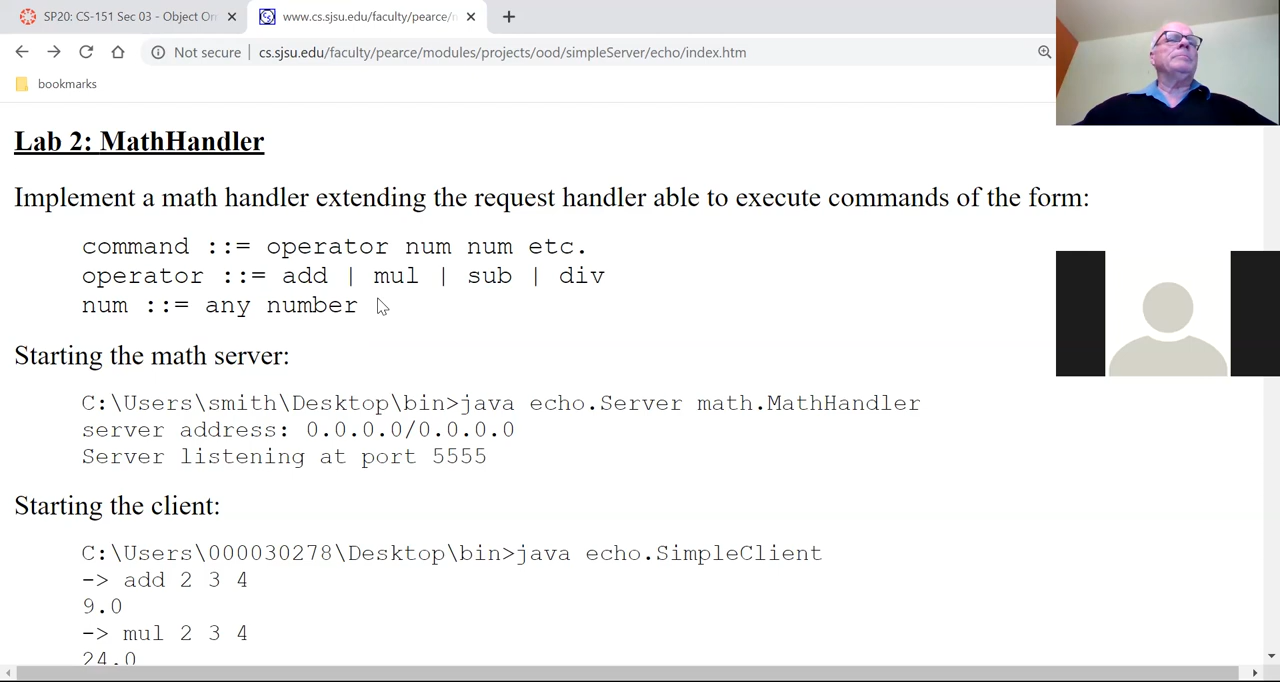 SP20: CS-151 Sec 03 - Object Or
www.cs.sjsu.edu/faculty/pearce/
Not secure
cs.sjsu.edu/faculty/pearce/modules/projects/ood/simpleServer/echo/index.htm
bookmarks
Lab 2: MathHandler
Implement a math handler extending the request handler able to execute commands of the form:
command ::= operator num num etc.
operator ::= add | mul | sub | div
num ::= any number
Starting the math server:
C:\Users\smith\Desktop\bin>java echo.Server math.MathHandler
server address: 0.0.0.0/0.0.0.0
Server listening at port 5555
Starting the client:
C:\Users\000030278\Desktop\bin>java echo.SimpleClient
-> add 2 3 4
9.0
-> mul 2 3 4
24.0